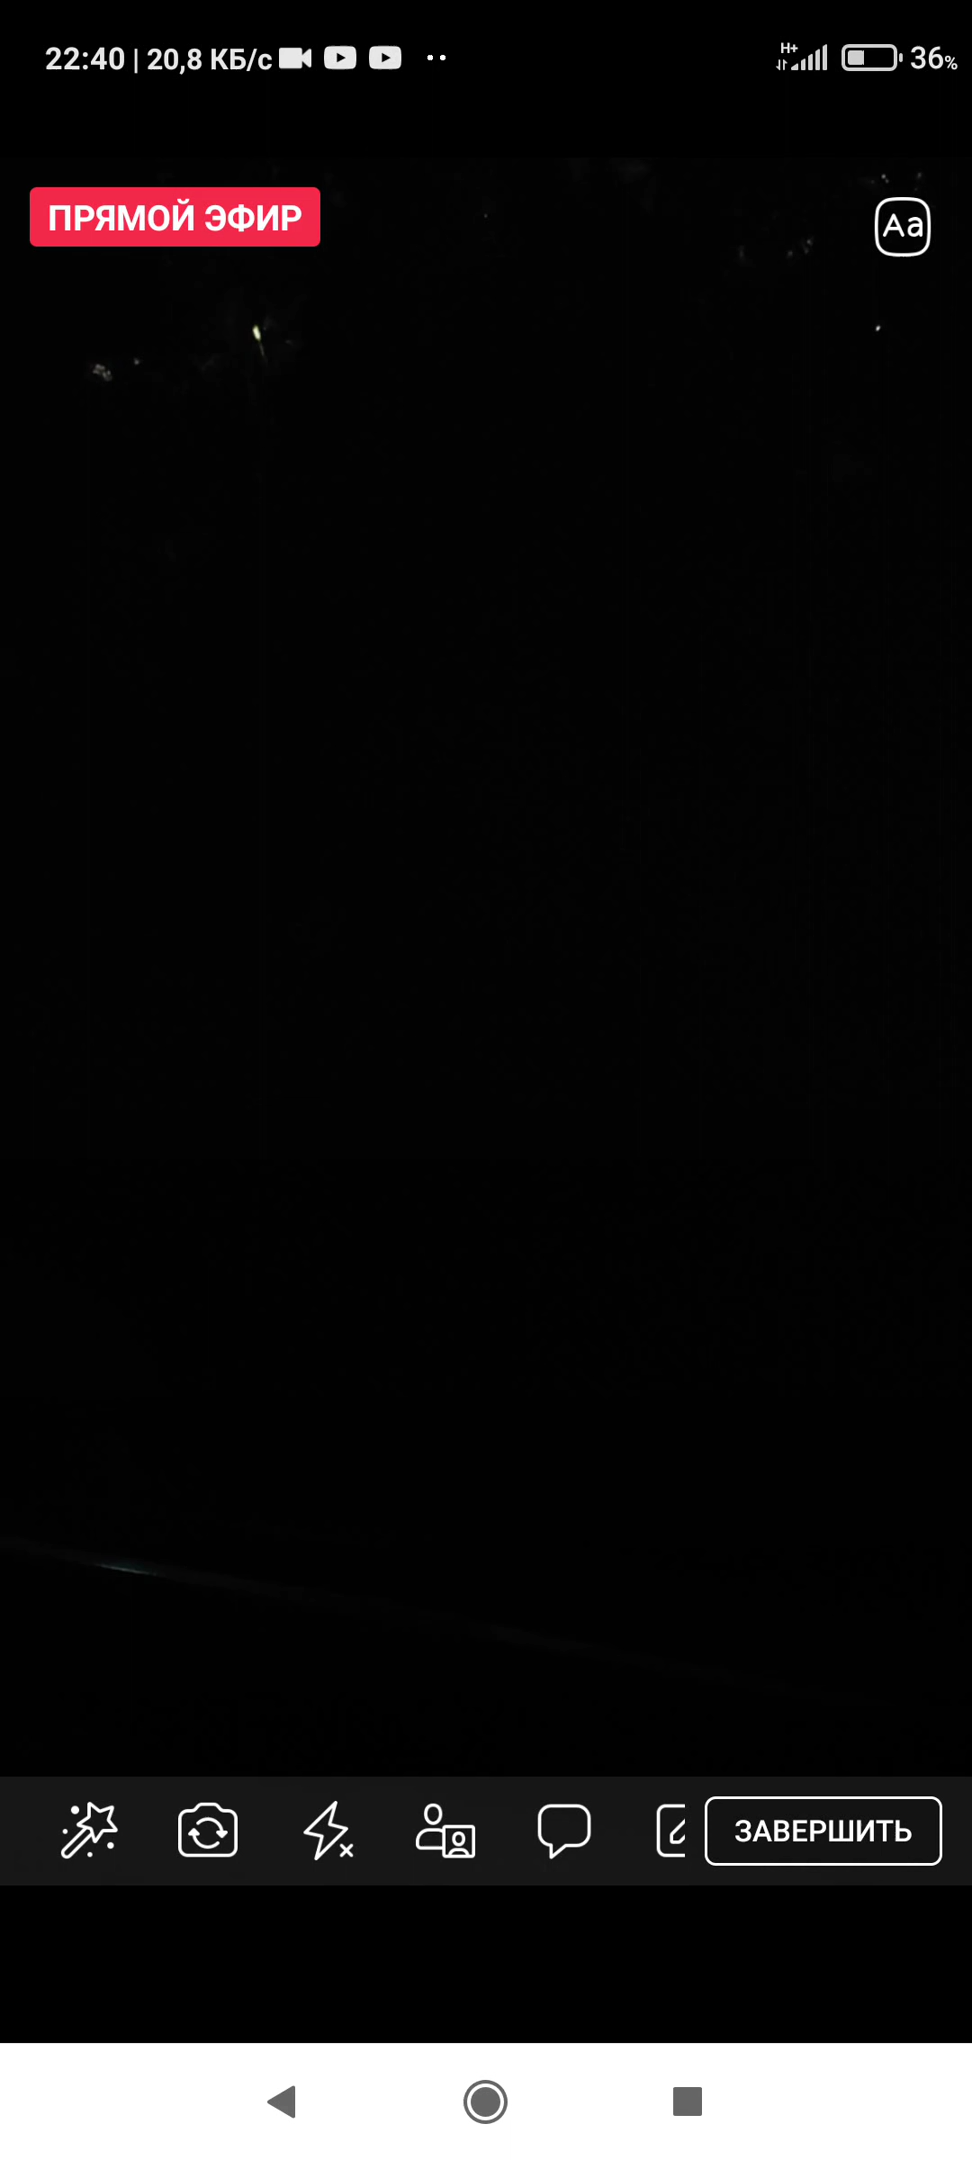 22:40 | 20,8 КБ/с
H+
36%
ПРЯМОЙ ЭФИР
Aa
ЗАВЕРШИТЬ